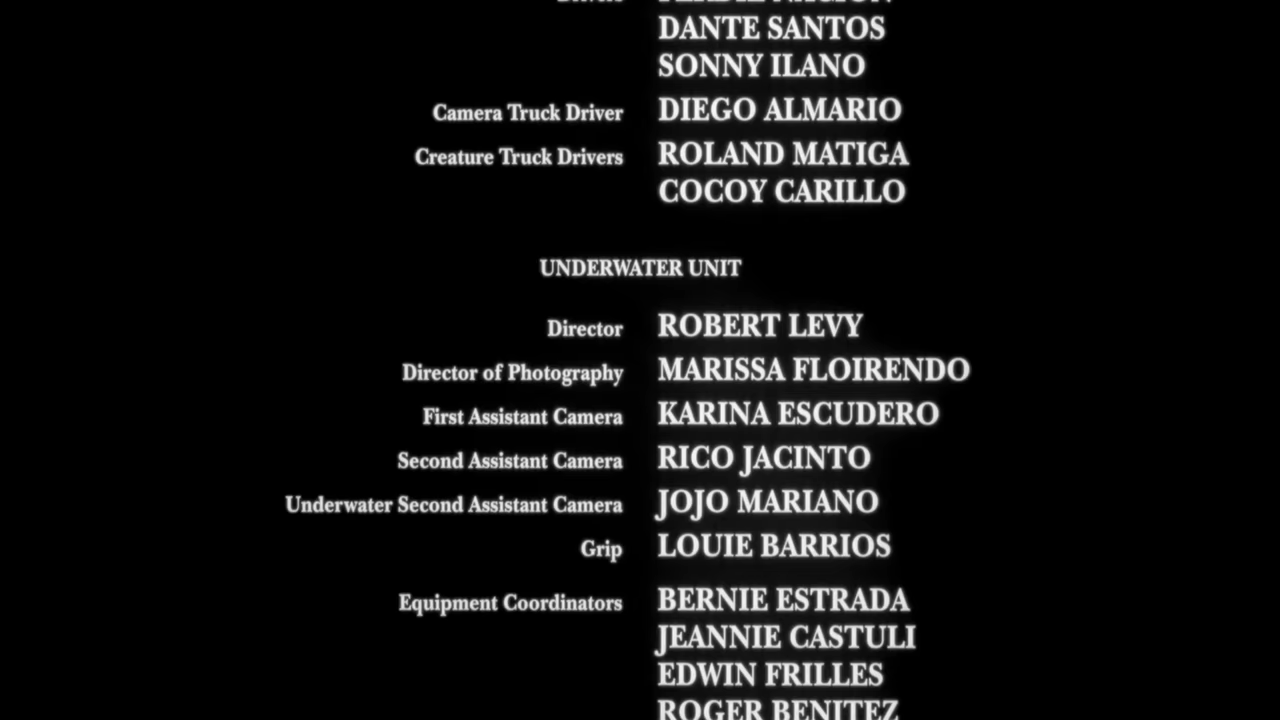 DANTE SANTOS
SONNY ILANO
Camera Truck Driver DIEGO ALMARIO
Creature Truck Drivers ROLAND MATIGA
COCOY CARILLO
UNDERWATER UNIT
Director ROBERT LEVY
Director of Photography MARISSA FLOIRENDO
First Assistant Camera KARINA ESCUDERO
Second Assistant Camera RICO JACINTO
Underwater Second Assistant Camera JOJO MARIANO
Grip LOUIE BARRIOS
Equipment Coordinators BERNIE ESTRADA
JEANNIE CASTULI
EDWIN FRILLES
ROGER BENITEZ